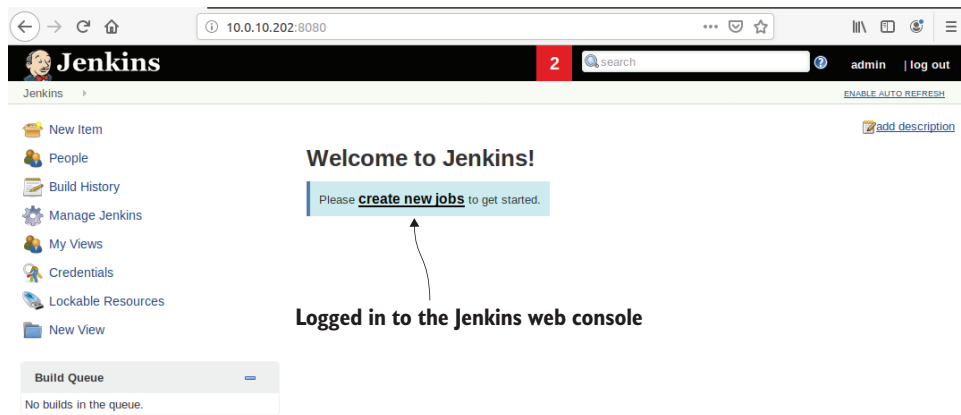 10.0.10.202:8080
Jenkins 2 search admin | log out
Jenkins ENABLE AUTO REFRESH
New Item add description
People Welcome to Jenkins!
Build History Please create new jobs to get started.
Manage Jenkins
My Views
Credentials
Lockable Resources Logged in to the Jenkins web console
New View
Build Queue
No builds in the queue.